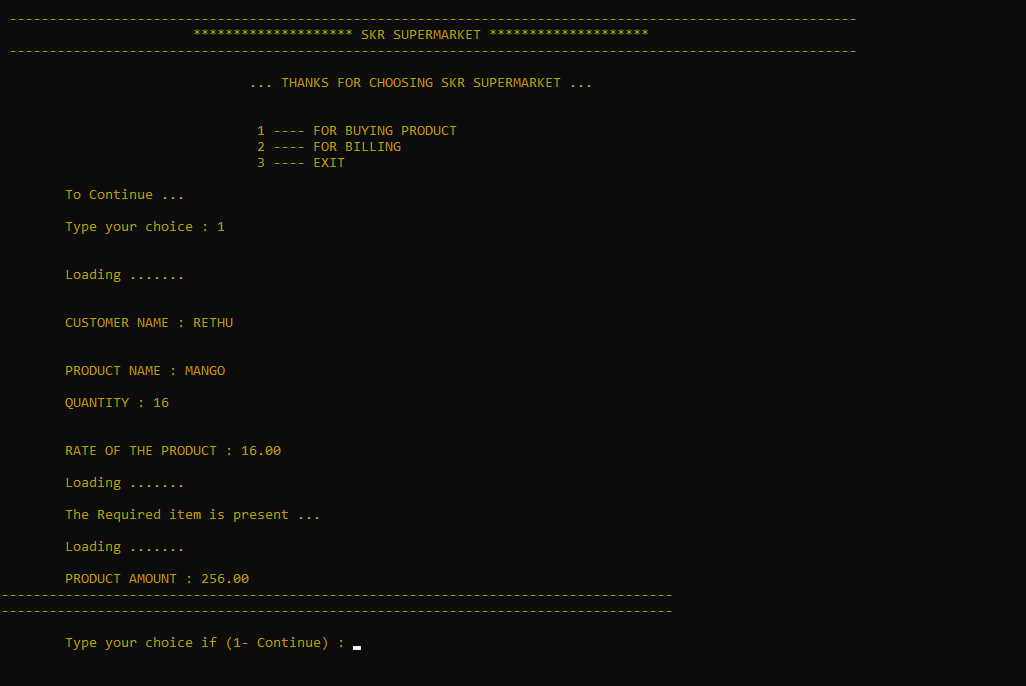 ----------------------------------------------------------------------------------------------------------
******************** SKR SUPERMARKET ********************
----------------------------------------------------------------------------------------------------------
... THANKS FOR CHOOSING SKR SUPERMARKET ...
1 ---- FOR BUYING PRODUCT
2 ---- FOR BILLING
3 ---- EXIT
To Continue ...
Type your choice : 1
Loading .......
CUSTOMER NAME : RETHU
PRODUCT NAME : MANGO
QUANTITY : 16
RATE OF THE PRODUCT : 16.00
Loading .......
The Required item is present ...
Loading .......
PRODUCT AMOUNT : 256.00
------------------------------------------------------------------------------------
------------------------------------------------------------------------------------
Type your choice if (1- Continue) :